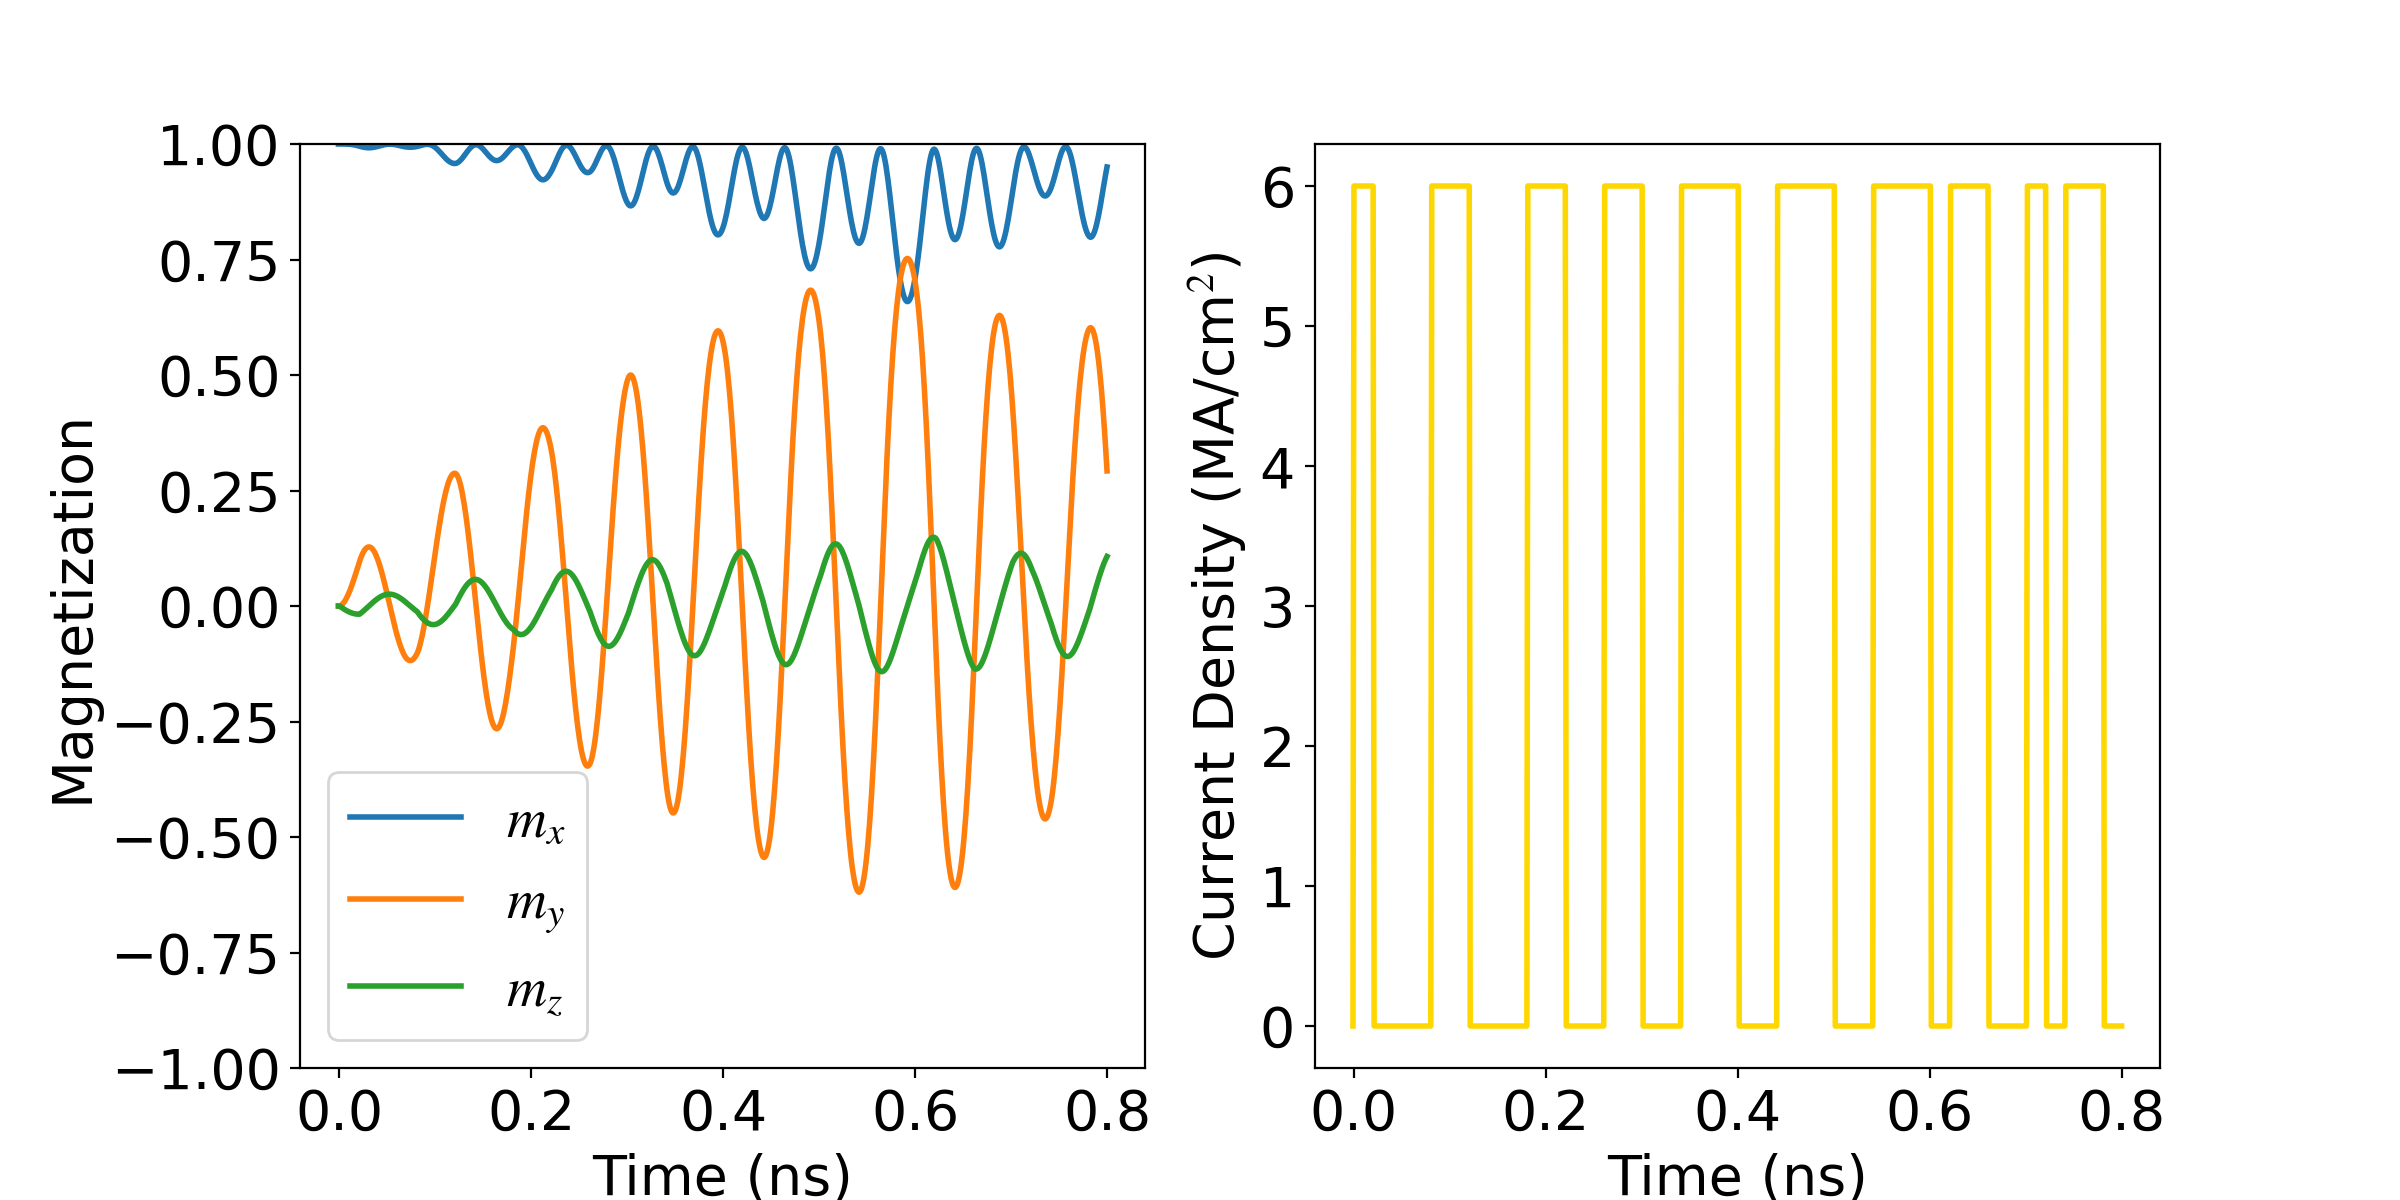 Magnetization
1.00
0.75
0.50
0.25
0.00
−0.25
−0.50
−0.75
−1.00
0.0 0.2 0.4 0.6 0.8
Time (ns)
m_x
m_y
m_z
Current Density (MA/cm²)
6
5
4
3
2
1
0
0.0 0.2 0.4 0.6 0.8
Time (ns)